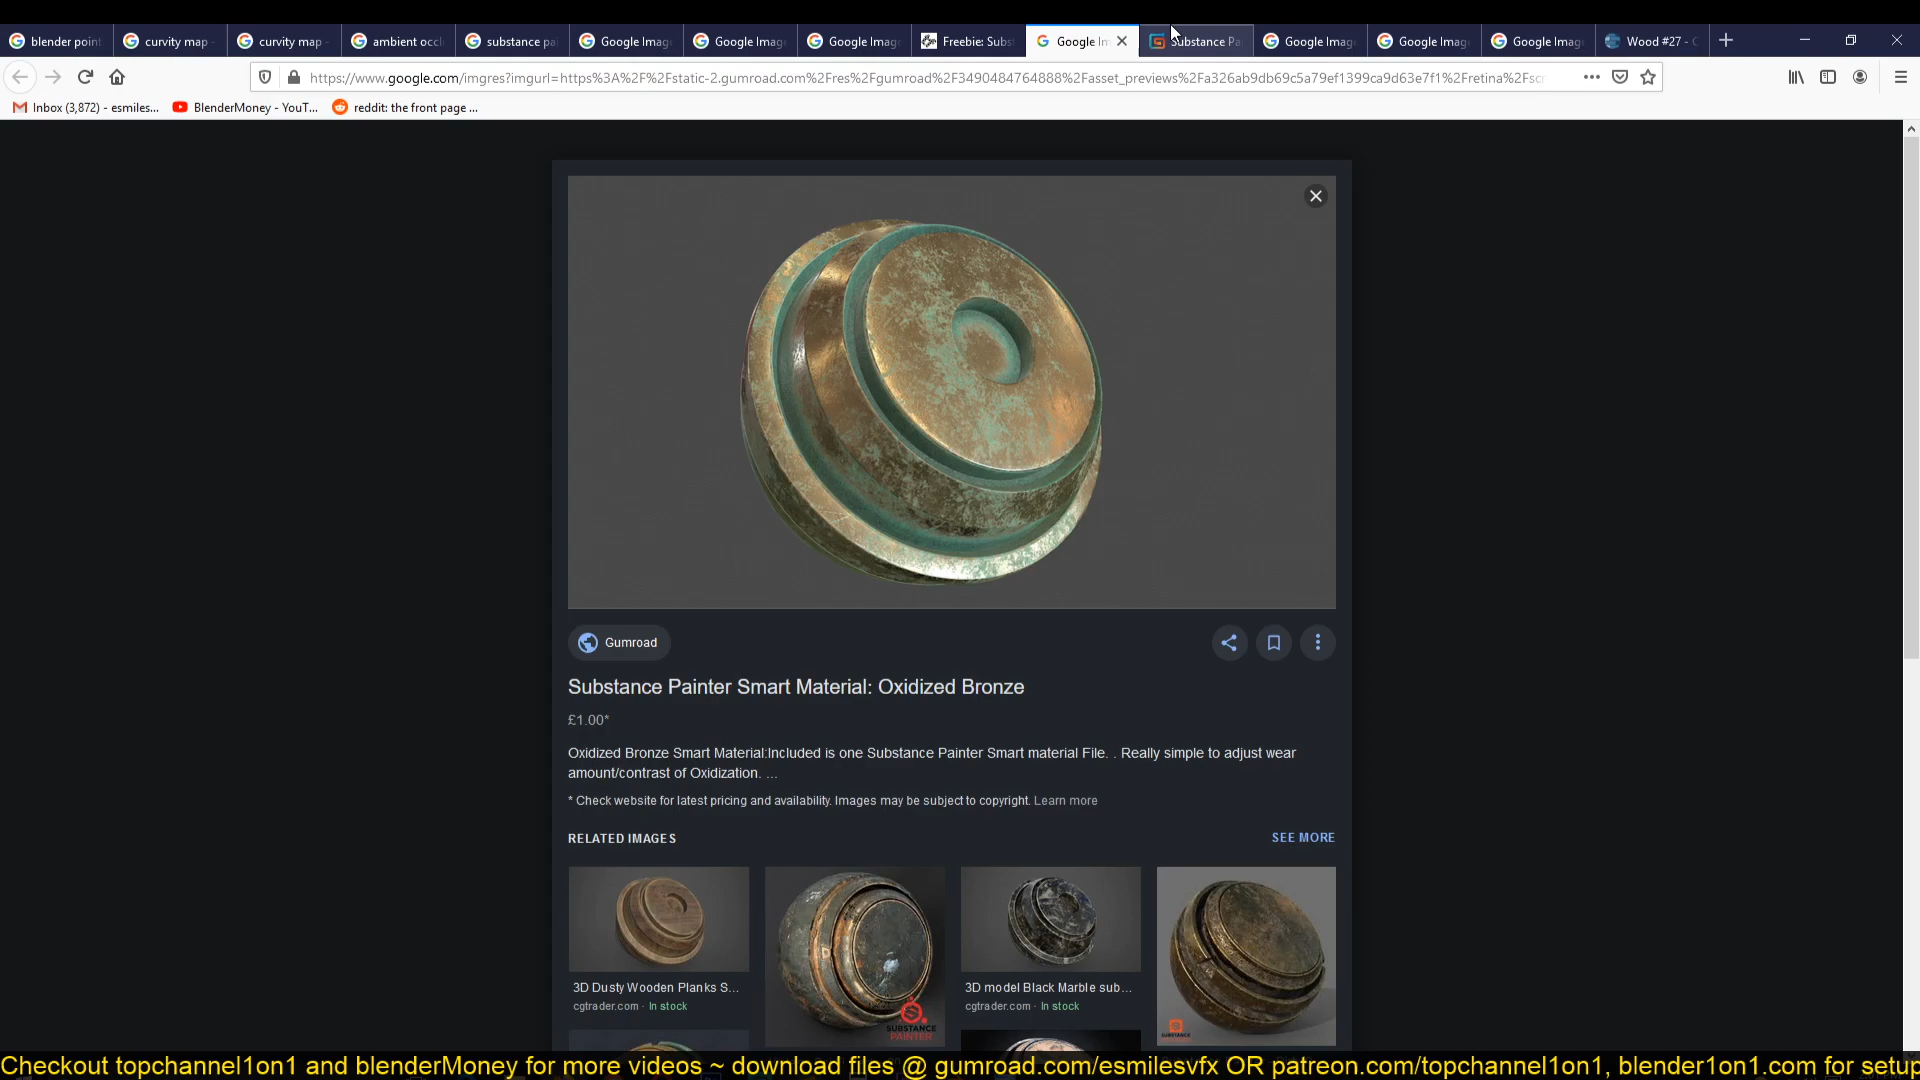 blender point
curvity map -
curvity map -
ambient occl
substance pa
Google Imag
Google Imag
Google Imag
Freebie: Subs
Google Im
Substance Pa
Google Imag
Google Imag
Google Imag
Wood #27 - C
https://www.google.com/imgres?imgurl=https%3A%2F%2Fstatic-2.gumroad.com%2Fres%2Fgumroad%2F3490484764888%2Fasset_previews%2Fa326ab9db69c5a79ef1399ca9d63e7f1%2Fretina%2Fscr
Inbox (3,872) - esmiles...
BlenderMoney - YouT...
reddit: the front page ...
Gumroad
Substance Painter Smart Material: Oxidized Bronze
£1.00*
Oxidized Bronze Smart Material:Included is one Substance Painter Smart material File. . Really simple to adjust wear
amount/contrast of Oxidization. ...
* Check website for latest pricing and availability. Images may be subject to copyright. Learn more
RELATED IMAGES
SEE MORE
SUBSTANCE
PAINTER
SUBSTANCE
3D Dusty Wooden Planks S...
cgtrader.com - In stock
3D model Black Marble sub...
cgtrader.com - In stock
Checkout topchannel1on1 and blenderMoney for more videos ~ download files @ gumroad.com/esmilesvfx OR patreon.com/topchannel1on1, blender1on1.com for setup